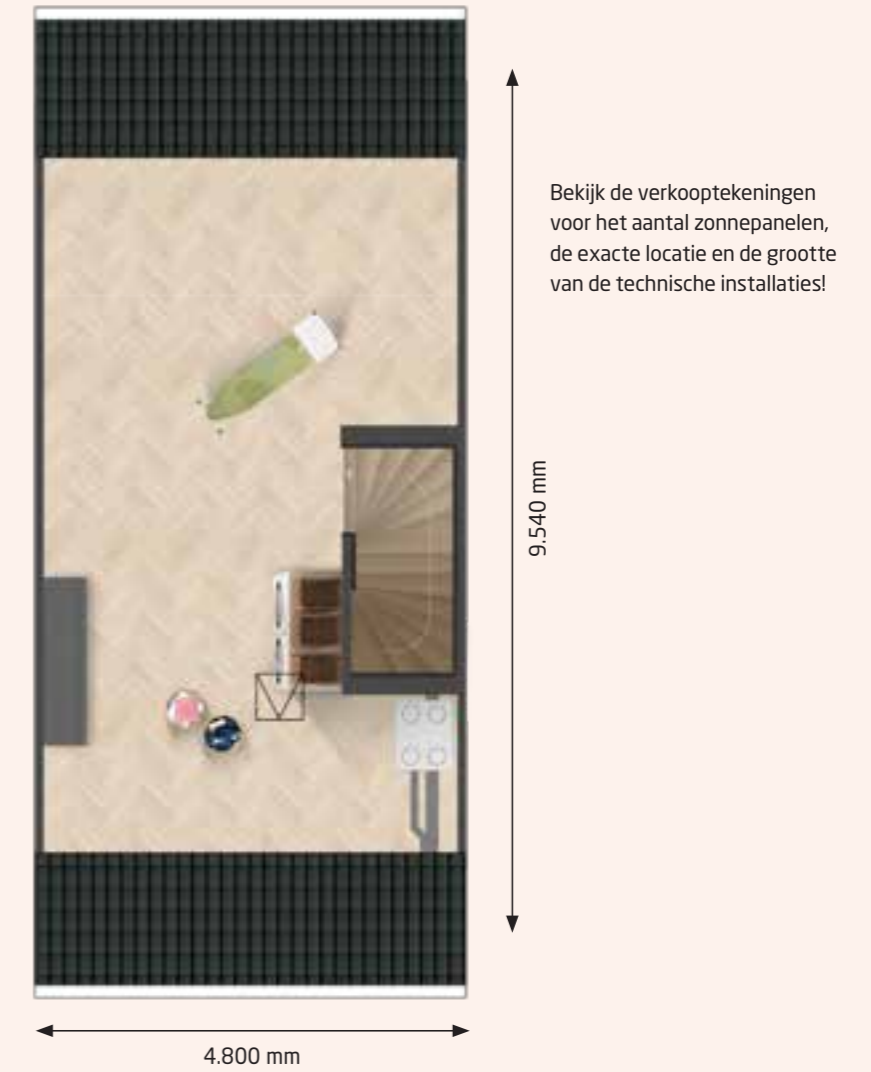 Bekijk de verkooptekeningen
voor het aantal zonnepanelen,
de exacte locatie en de grootte
van de technische installaties!
9.540 mm
4.800 mm